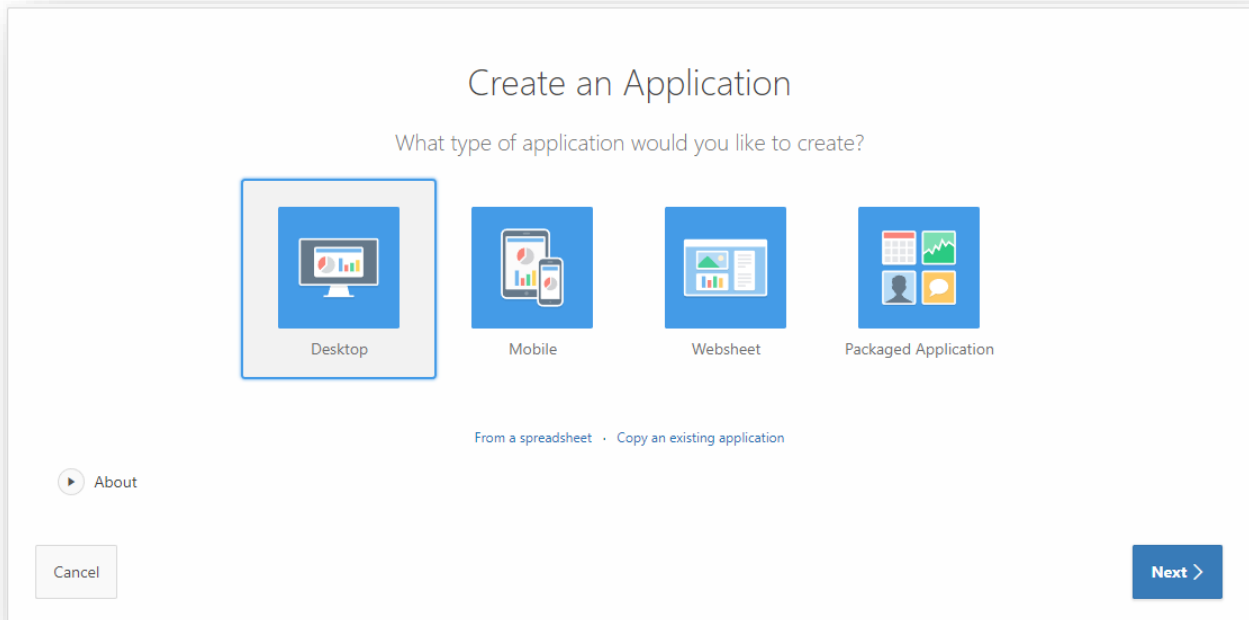 Create an Application
What type of application would you like to create?
Desktop
Mobile
Websheet
Packaged Application
From a spreadsheet · Copy an existing application
About
Cancel
Next